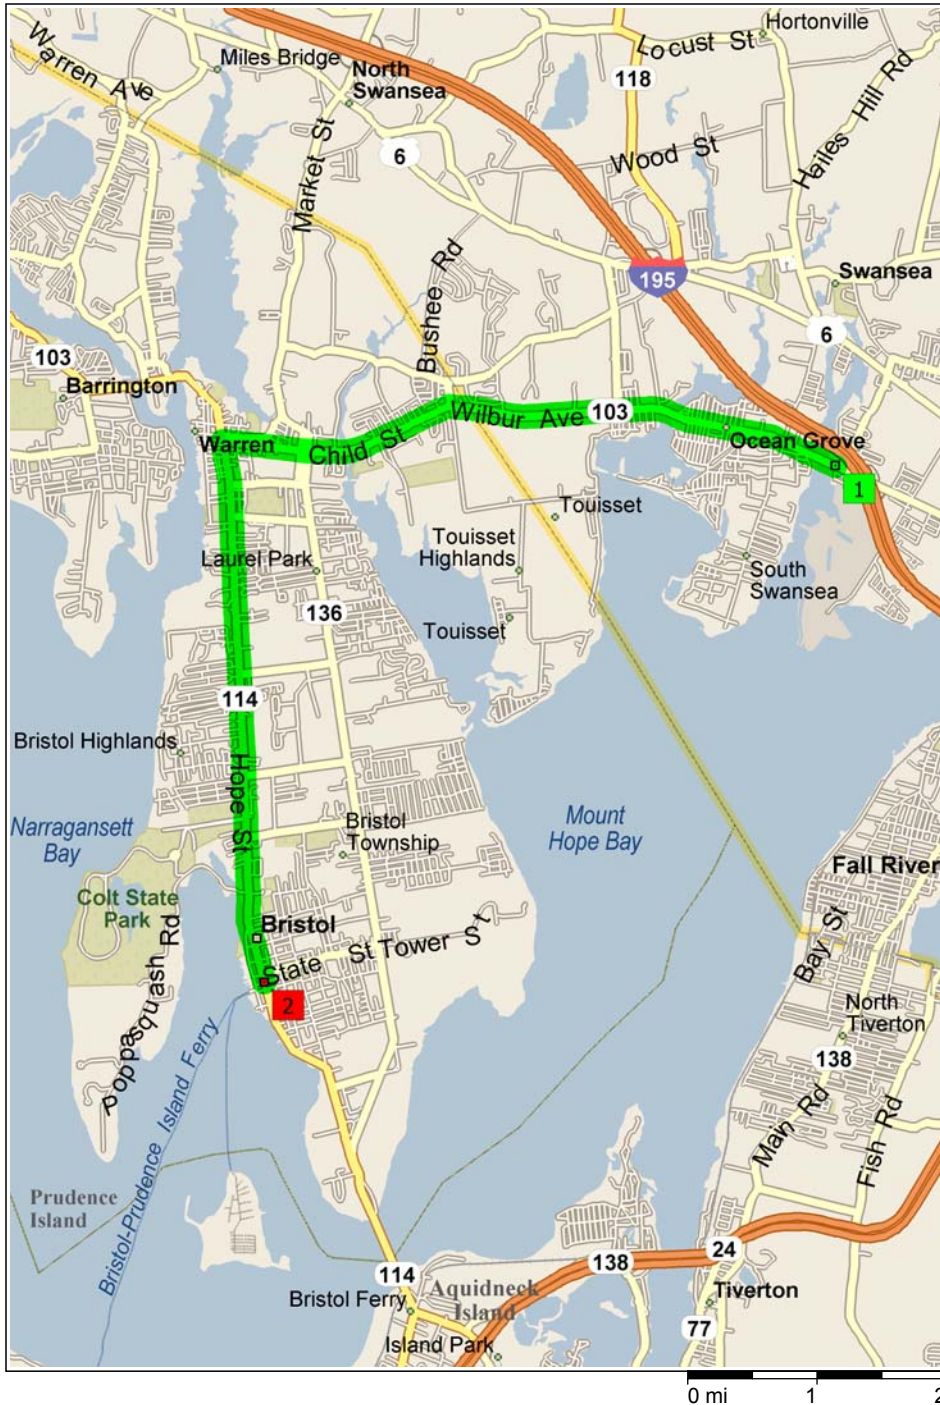 Hortonville
Locust St
Miles Bridge
Warren Ave
North
Swansea
118
Hailes Hill Rd
Market St
6
Wood St
Bushee Rd
195
Swansea
6
103
Barrington
Wilbur Ave
103
Warren
Child St
Ocean Grove
1
Touisset
Touisset
Highlands
Laurel Park
South
Swansea
136
Touisset
114
Bristol Highlands
Hope St
Mount
Hope Bay
Narragansett
Bay
Bristol
Township
Fall River
Colt State
Park
Poppasquash Rd
Bristol
State St
Tower St
Bay St
2
North
Tiverton
Bristol-Prudence Island Ferry
138
Main Rd
Fish Rd
Prudence
Island
24
114
138
Aquidneck
Island
Bristol Ferry
Tiverton
77
Island Park
0 mi 1 2